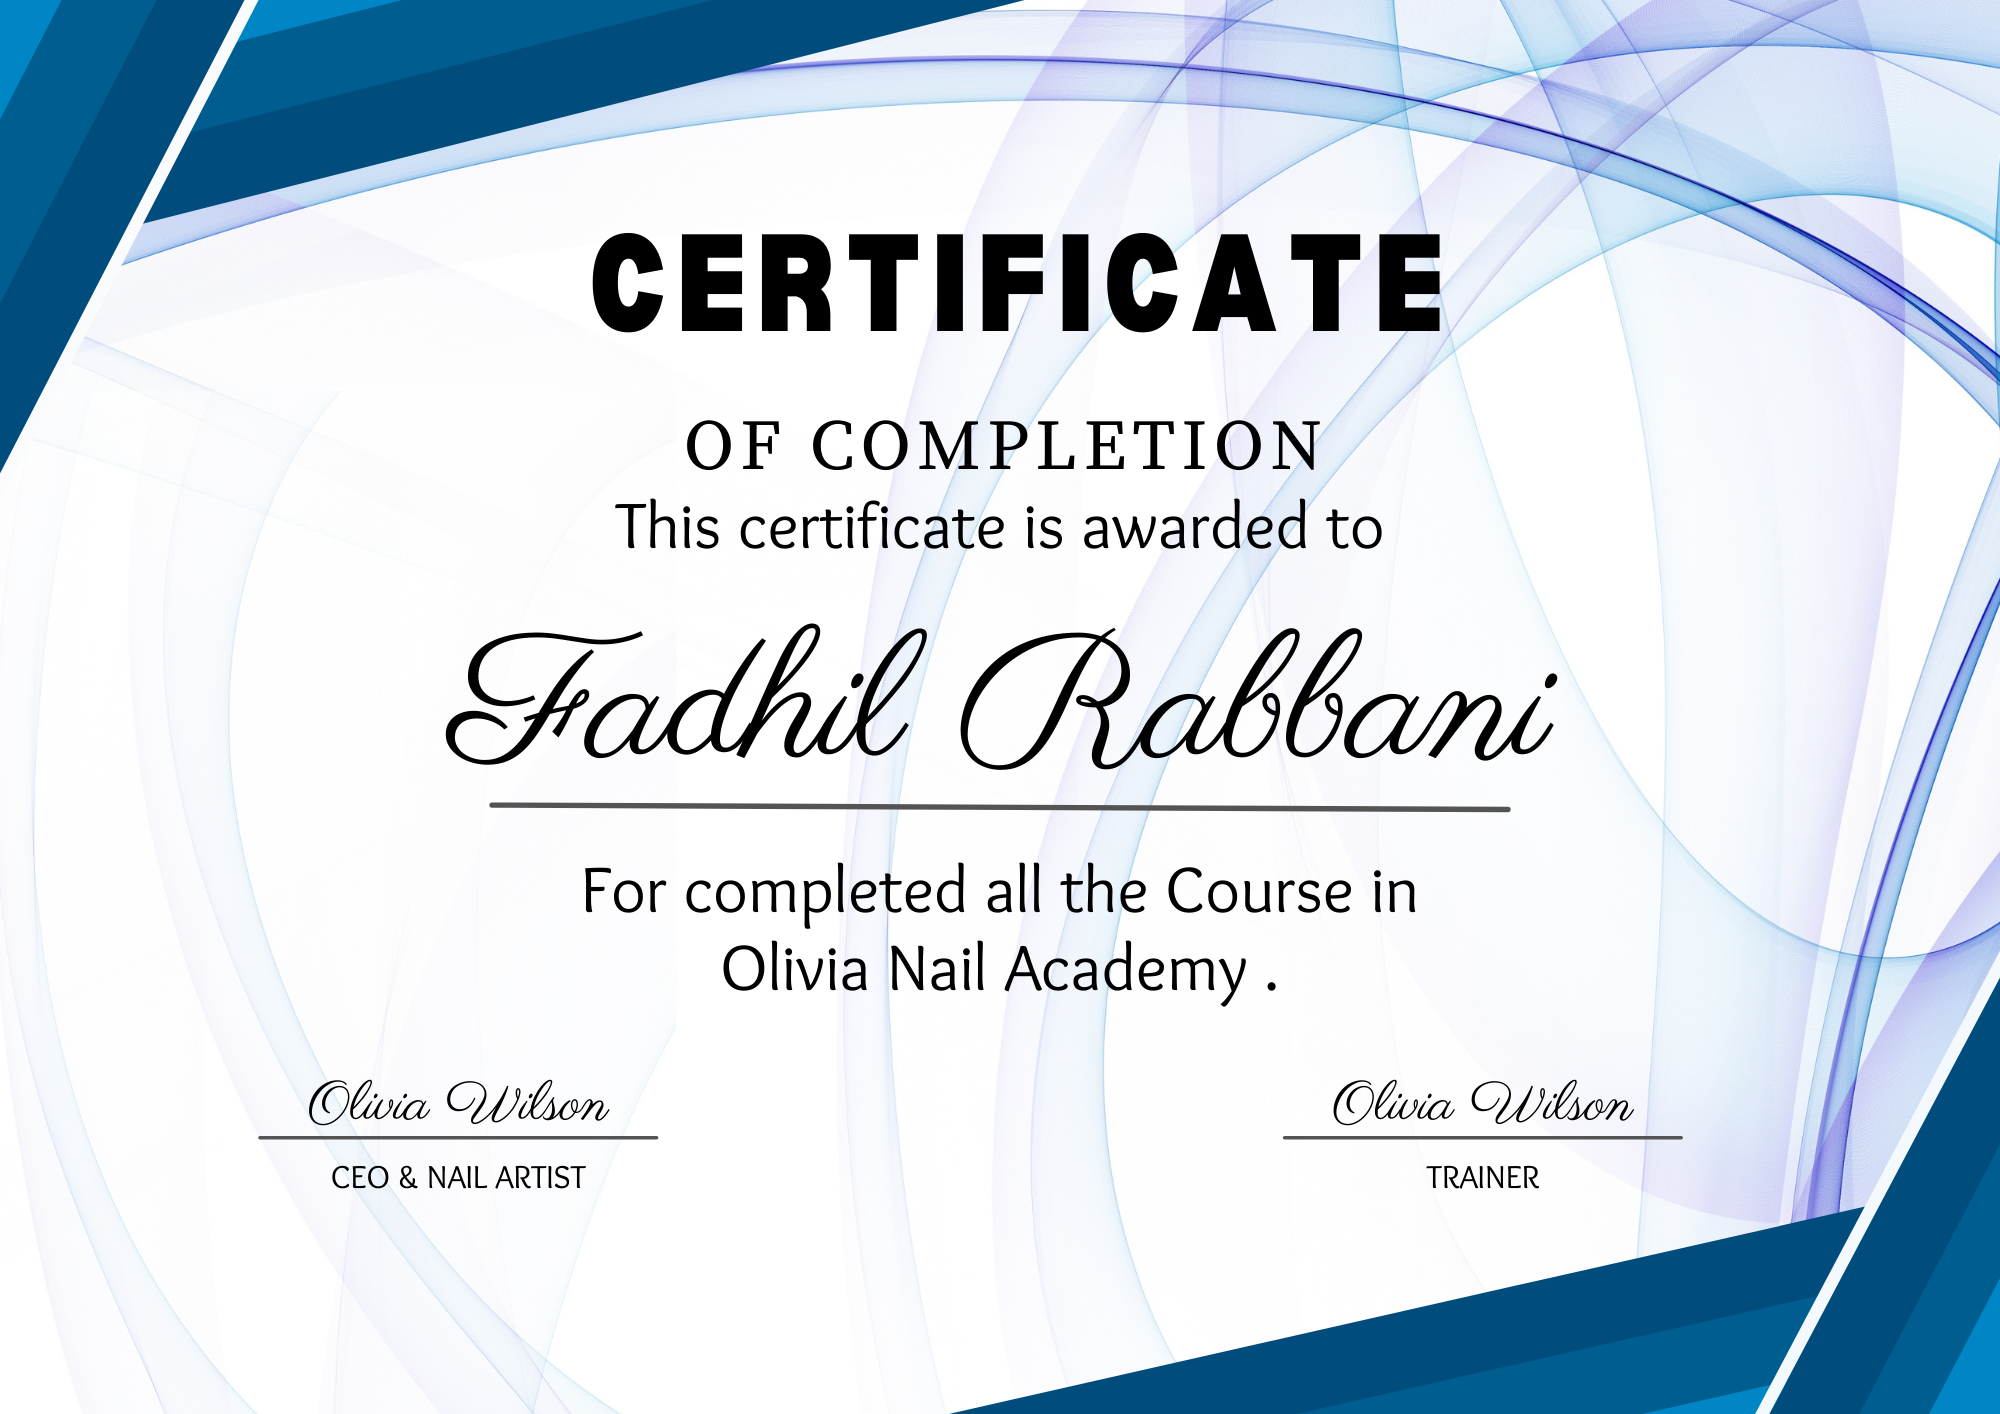 CERTIFICATE
OF COMPLETION
This certificate is awarded to
Fadhil Rabbani
For completed all the Course in
Olivia Nail Academy .
Olivia Wilson
CEO & NAIL ARTIST
Olivia Wilson
TRAINER